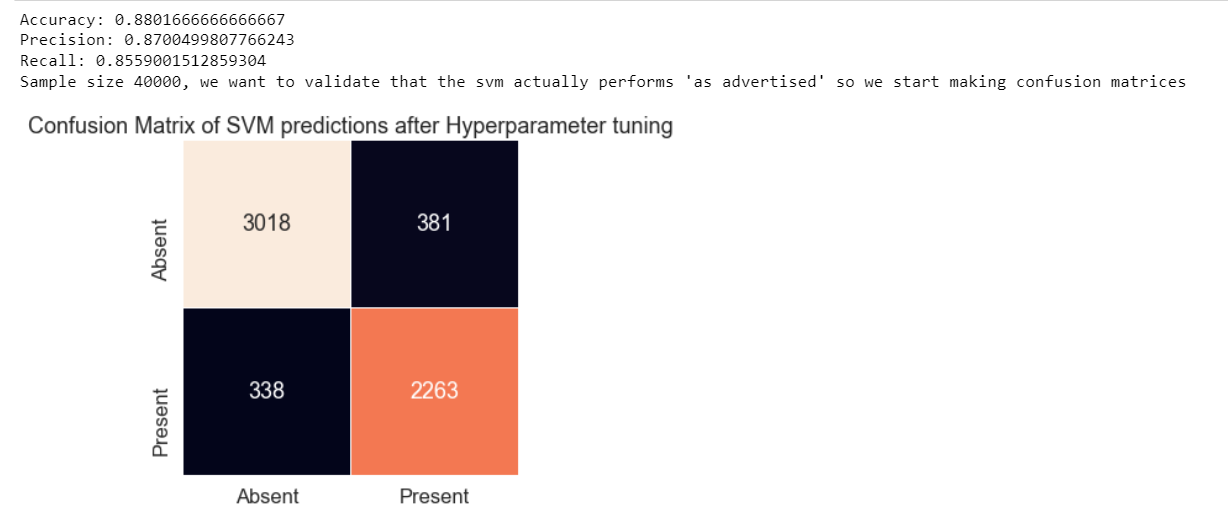 Accuracy: 0.8801666666666667
Precision: 0.8700499807766243
Recall: 0.8559001512859304
Sample size 40000, we want to validate that the svm actually performs 'as advertised' so we start making confusion matrices
Confusion Matrix of SVM predictions after Hyperparameter tuning
Absent
3018
381
Present
338
2263
Absent
Present